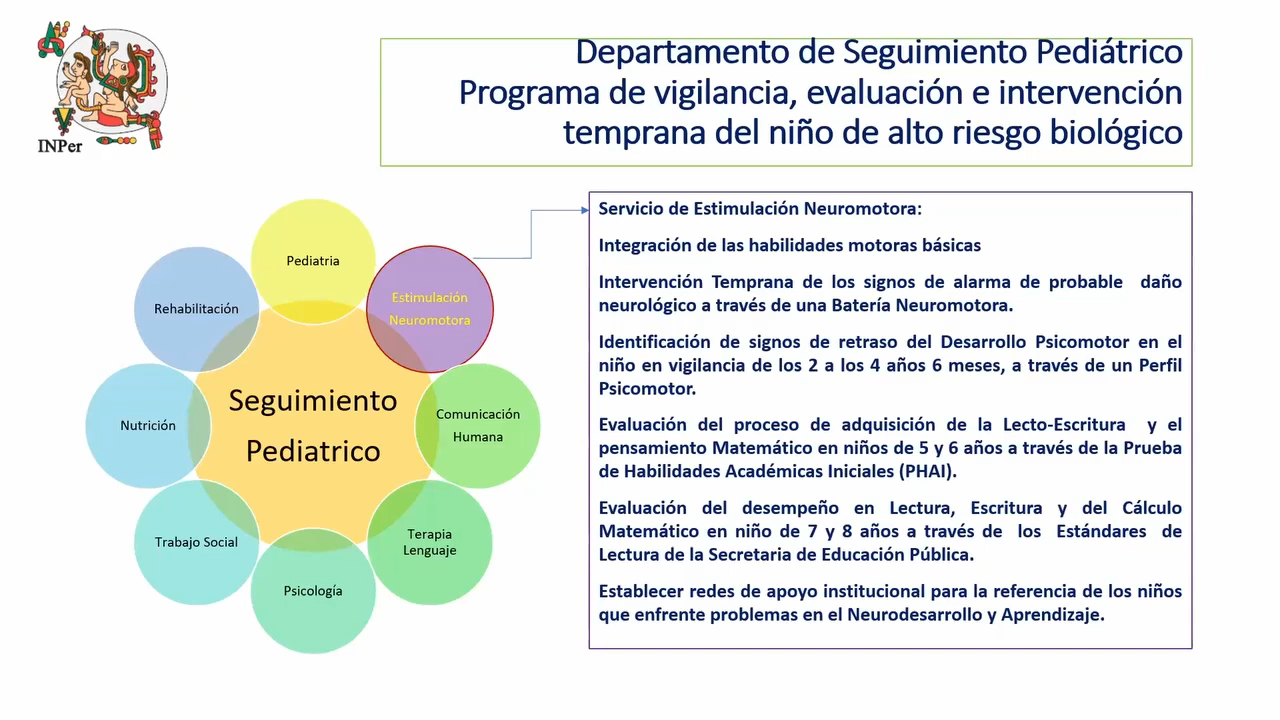 INPer
Departamento de Seguimiento Pediátrico
Programa de vigilancia, evaluación e intervención
temprana del niño de alto riesgo biológico
Pediatria
Estimulación
Neuromotora
Rehabilitación
Seguimiento
Pediatrico
Comunicación
Humana
Nutrición
Terapia
Lenguaje
Trabajo Social
Psicología
Servicio de Estimulación Neuromotora:
Integración de las habilidades motoras básicas
Intervención Temprana de los signos de alarma de probable daño
neurológico a través de una Batería Neuromotora.
Identificación de signos de retraso del Desarrollo Psicomotor en el
niño en vigilancia de los 2 a los 4 años 6 meses, a través de un Perfil
Psicomotor.
Evaluación del proceso de adquisición de la Lecto-Escritura y el
pensamiento Matemático en niños de 5 y 6 años a través de la Prueba
de Habilidades Académicas Iniciales (PHAI).
Evaluación del desempeño en Lectura, Escritura y del Cálculo
Matemático en niño de 7 y 8 años a través de los Estándares de
Lectura de la Secretaria de Educación Pública.
Establecer redes de apoyo institucional para la referencia de los niños
que enfrente problemas en el Neurodesarrollo y Aprendizaje.